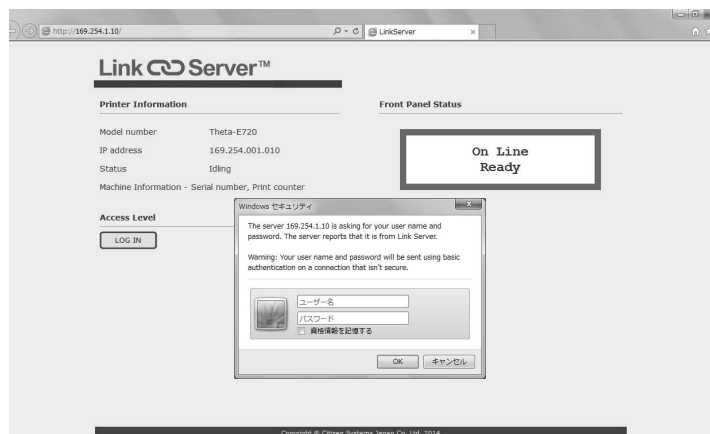 http://169.254.1.10/
LinkServer
Link Server™
Printer Information
Model number Theta-E720
IP address 169.254.001.010
Status Idling
Machine Information - Serial number, Print counter
Access Level
LOG IN
Front Panel Status
On Line
Ready
Windows セキュリティ
The server 169.254.1.10 is asking for your user name and
password. The server reports that it is from Link Server.
Warning: Your user name and password will be sent using basic
authentication on a connection that isn't secure.
ユーザー名
パスワード
資格情報を記憶する
OK キャンセル
Copyright © Citizen Systems Japan Co. Ltd. 2014